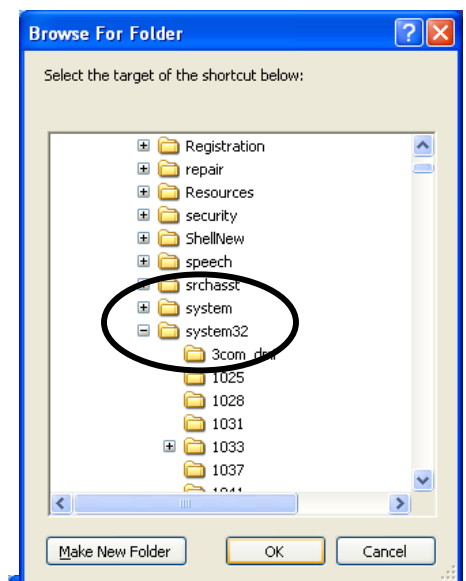 Browse For Folder
Select the target of the shortcut below:
Registration
repair
Resources
security
ShellNew
speech
srchasst
system
system32
1025
1028
1031
1033
1037
Make New Folder OK Cancel